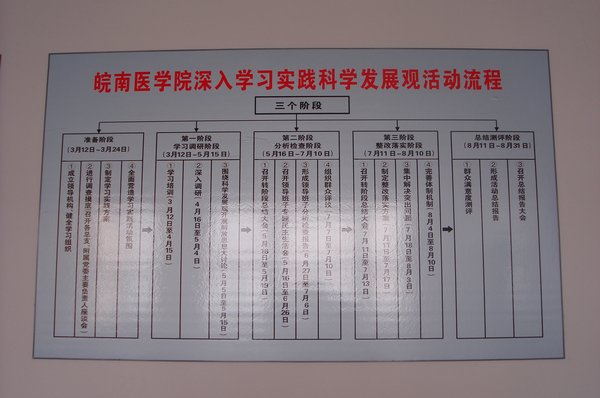 皖南医学院深入学习实践科学发展观活动流程
三个阶段
准备阶段
(3月12日－3月24日)
①成立领导机构，健全学习组织
②进行调查摸底(召开各总支、附属党委主要负责人座谈会)
③制定学习实践方案
④全面营造学习实践活动氛围
第一阶段
学习调研阶段
(3月12日－5月15日)
①学习培训(3月12日至4月15日)
②深入调研(4月16日至5月4日)
③围绕科学发展观开展解放思想大讨论(5月5日至5月15日)
第二阶段
分析检查阶段
(5月16日－7月10日)
①召开转阶段总结大会(5月16日至5月19日)
②召开领导班子专题民主生活会(5月16日至6月26日)
③形成领导班子分析检查报告(6月27日至7月6日)
④组织群众评议(7月7日至7月10日)
第三阶段
整改落实阶段
(7月11日－8月10日)
①召开转阶段总结大会(7月11日至7月13日)
②制定整改落实方案(7月11日至7月17日)
③集中解决突出问题(7月18日至8月3日)
④完善体制机制(8月4日至8月10日)
总结测评阶段
(8月11日－8月31日)
①群众满意度测评
②形成活动总结报告
③召开总结报告大会